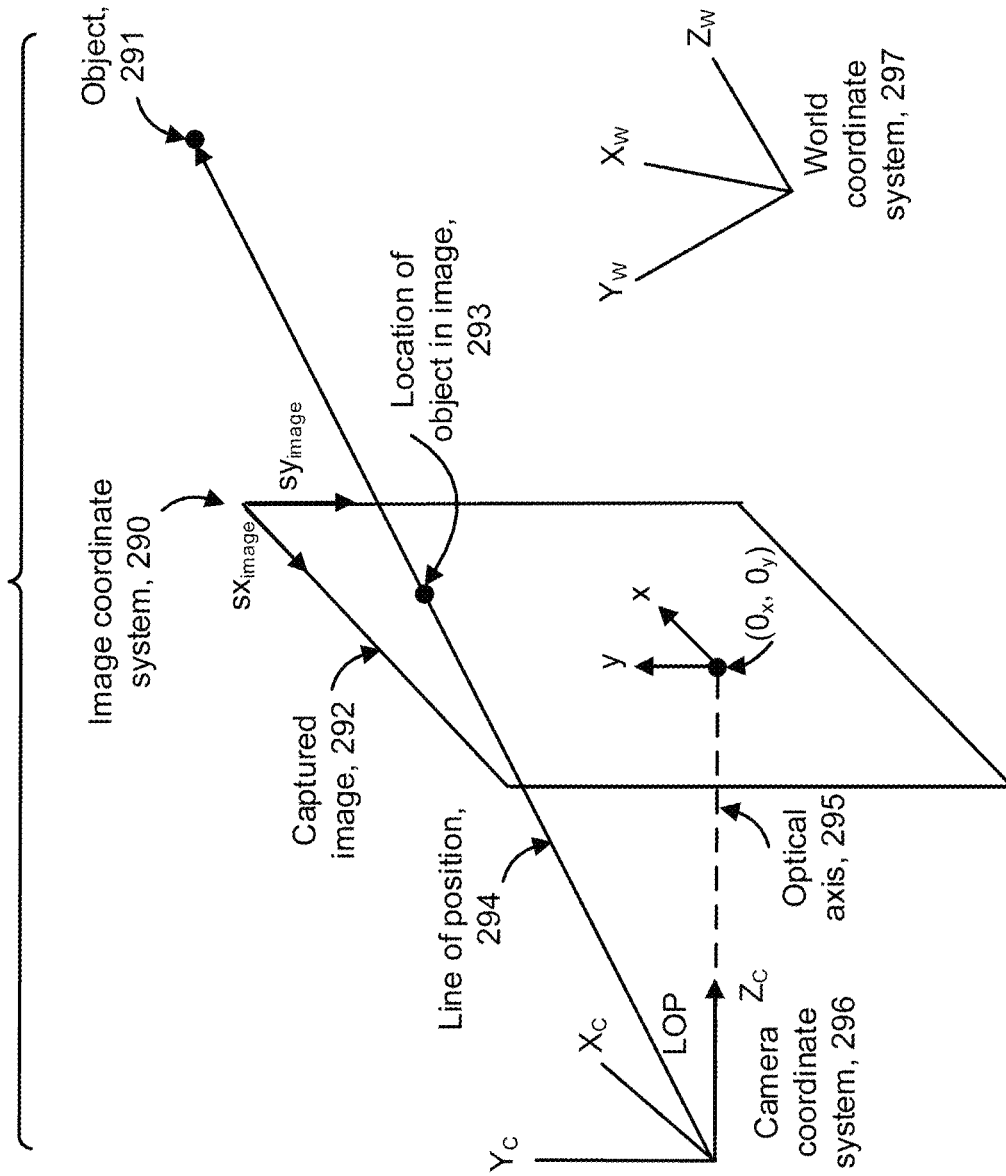 Image coordinate
system, 290
Object,
291
sx_image
sy_image
Captured
image, 292
Location of
object in image,
293
Line of position,
294
Y_C
X_C
LOP
Z_C
Camera
coordinate
system, 296
Optical
axis, 295
y
x
(0_x, 0_y)
Y_W
X_W
Z_W
World
coordinate
system, 297